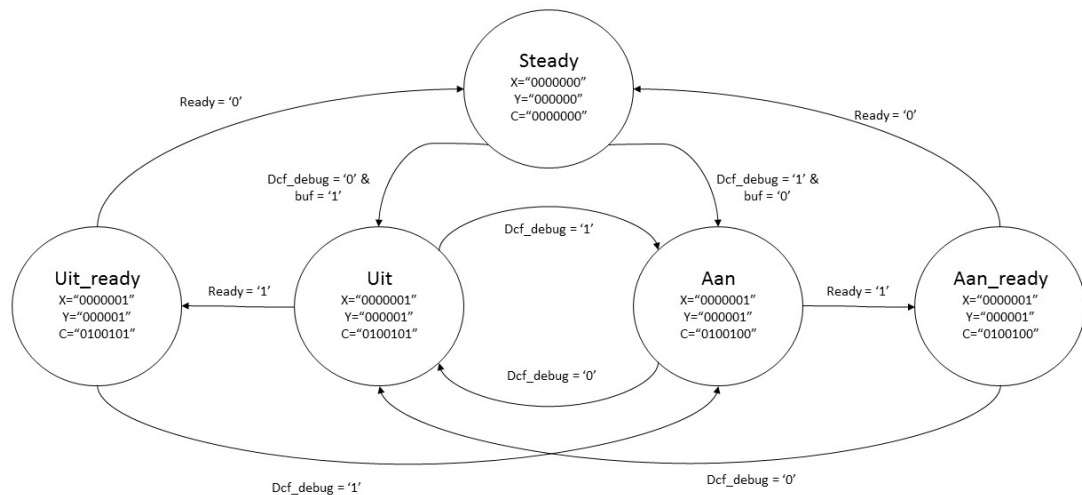 Steady
X=“0000000”
Y=“000000”
C=“0000000”
Ready = ‘0’
Ready = ‘0’
Dcf_debug = ‘0’ &
buf = ‘1’
Dcf_debug = ‘1’ &
buf = ‘0’
Dcf_debug = ‘1’
Uit_ready
X=“0000001”
Y=“000001”
C=“0100101”
Ready = ‘1’
Uit
X=“0000001”
Y=“000001”
C=“0100101”
Aan
X=“0000001”
Y=“000001”
C=“0100100”
Ready = ‘1’
Aan_ready
X=“0000001”
Y=“000001”
C=“0100100”
Dcf_debug = ‘0’
Dcf_debug = ‘1’
Dcf_debug = ‘0’